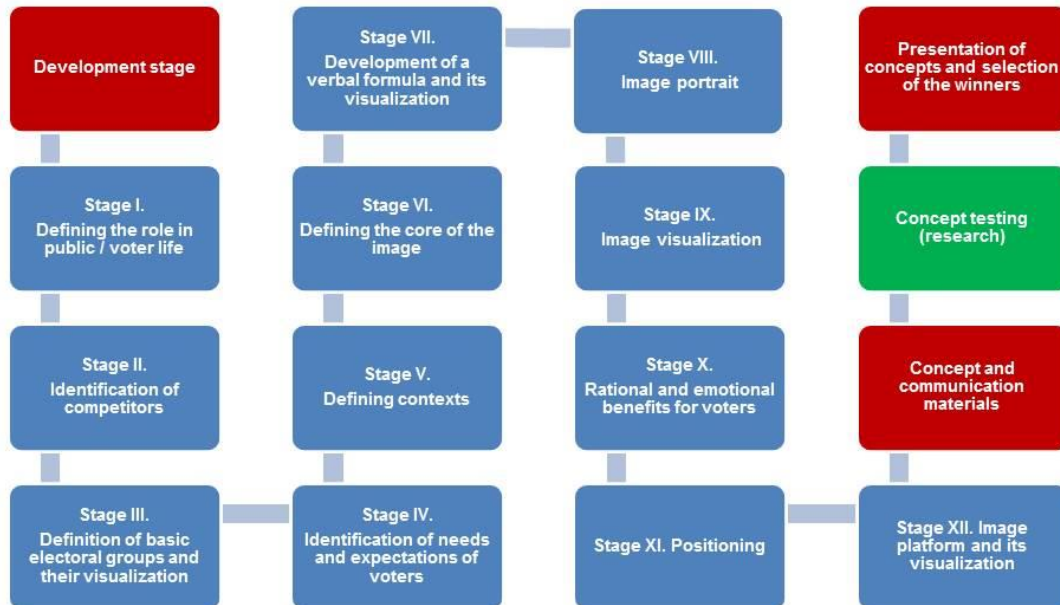 Development stage
Stage I.
Defining the role in
public / voter life
Stage II.
Identification of
competitors
Stage III.
Definition of basic
electoral groups and
their visualization
Stage IV.
Identification of needs
and expectations of
voters
Stage V.
Defining contexts
Stage VI.
Defining the core of the
image
Stage VII.
Development of a
verbal formula and its
visualization
Stage VIII.
Image portrait
Stage IX.
Image visualization
Stage X.
Rational and emotional
benefits for voters
Stage XI. Positioning
Stage XII. Image
platform and its
visualization
Concept and
communication
materials
Concept testing
(research)
Presentation of
concepts and selection
of the winners